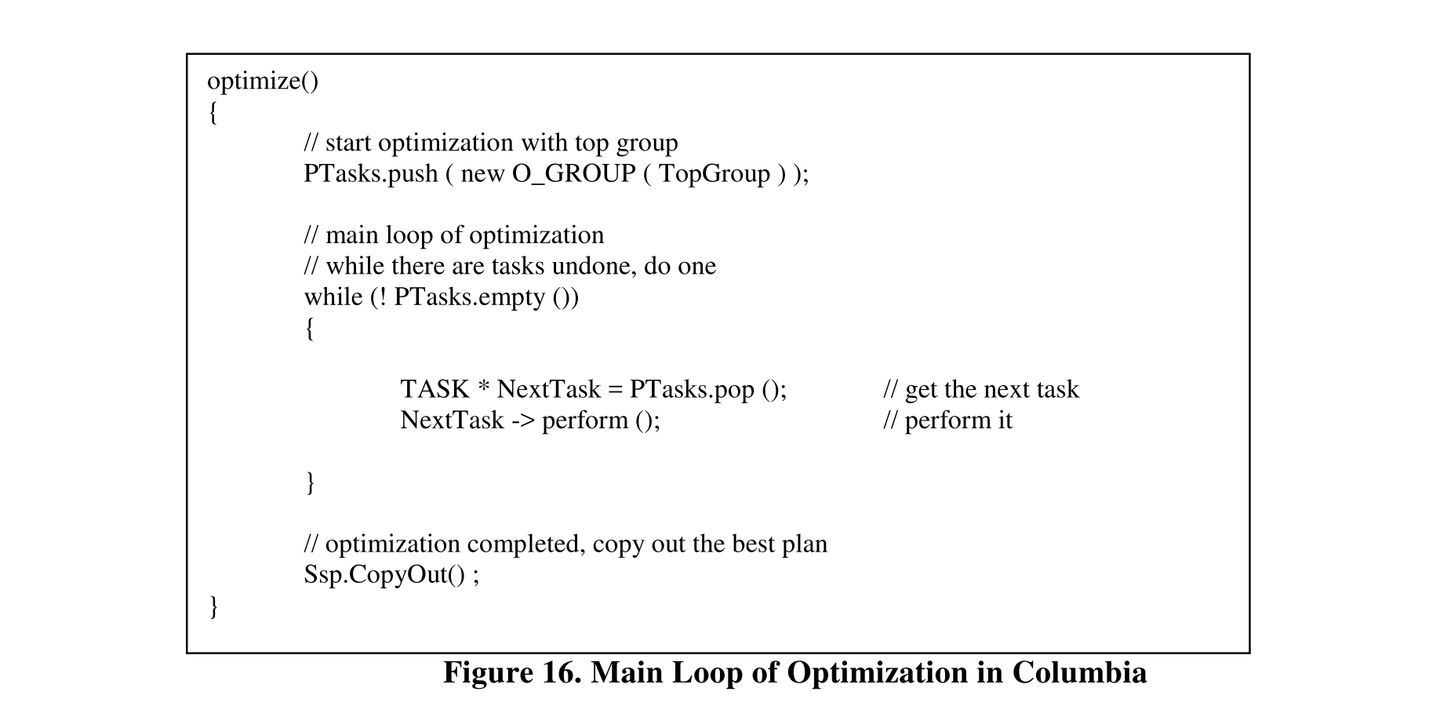 optimize()
{
// start optimization with top group
PTasks.push ( new O_GROUP ( TopGroup ) );
// main loop of optimization
// while there are tasks undone, do one
while (! PTasks.empty ())
{
TASK * NextTask = PTasks.pop (); // get the next task
NextTask -> perform (); // perform it
}
// optimization completed, copy out the best plan
Ssp.CopyOut() ;
}
Figure 16. Main Loop of Optimization in Columbia